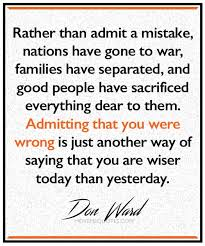 Rather than admit a mistake,
nations have gone to war,
families have separated, and
good people have sacrificed
everything dear to them.
Admitting that you were
wrong is just another way of
saying that you are wiser
today than yesterday.
Don Ward